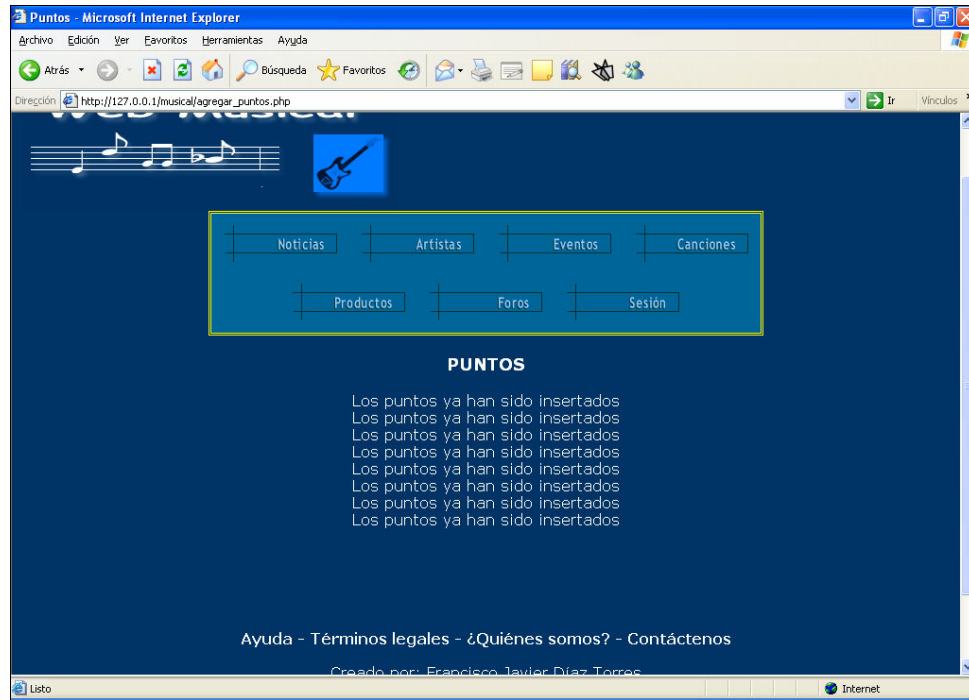 Puntos - Microsoft Internet Explorer
Archivo Edición Ver Favoritos Herramientas Ayuda
Atrás Búsqueda Favoritos
Dirección http://127.0.0.1/musical/agregar_puntos.php Ir Vínculos
Web Musical
Noticias Artistas Eventos Canciones
Productos Foros Sesión
PUNTOS
Los puntos ya han sido insertados
Los puntos ya han sido insertados
Los puntos ya han sido insertados
Los puntos ya han sido insertados
Los puntos ya han sido insertados
Los puntos ya han sido insertados
Los puntos ya han sido insertados
Los puntos ya han sido insertados
Ayuda - Términos legales - ¿Quiénes somos? - Contáctenos
Creado por: Francisco Javier Díaz Torres
Listo Internet